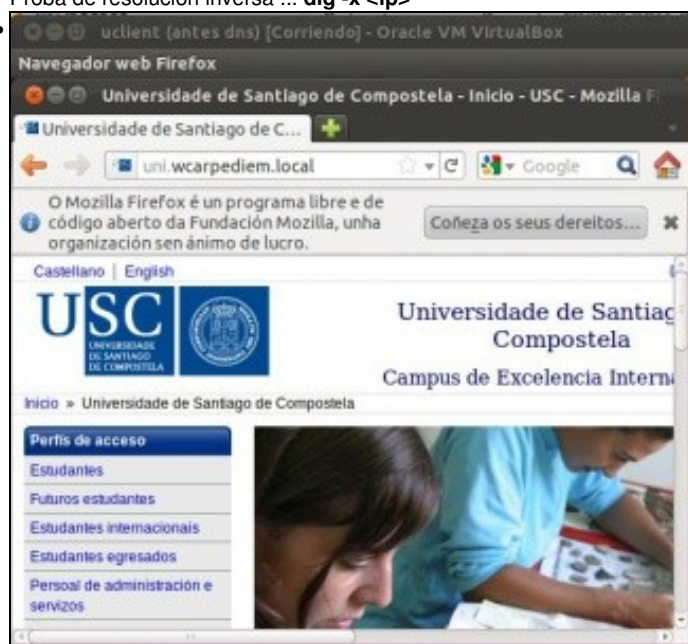 Proba de resolución inversa ... dig -x <ip>
uclient (antes dns) [Corriendo] - Oracle VM VirtualBox
Navegador web Firefox
Universidade de Santiago de Compostela - Inicio - USC - Mozilla Fi
Universidade de Santiago de C...
uni.wcarpediem.local
Google
O Mozilla Firefox é un programa libre e de
código aberto da Fundación Mozilla, unha
organización sen ánimo de lucro.
Coñeza os seus dereitos...
Castellano | English
USC
UNIVERSIDADE
DE SANTIAGO
DE COMPOSTELA
Universidade de Santiag
Compostela
Campus de Excelencia Interna
Inicio » Universidade de Santiago de Compostela
Perfís de acceso
Estudantes
Futuros estudantes
Estudantes internacionais
Estudantes egresados
Persoal de administración e
servizos